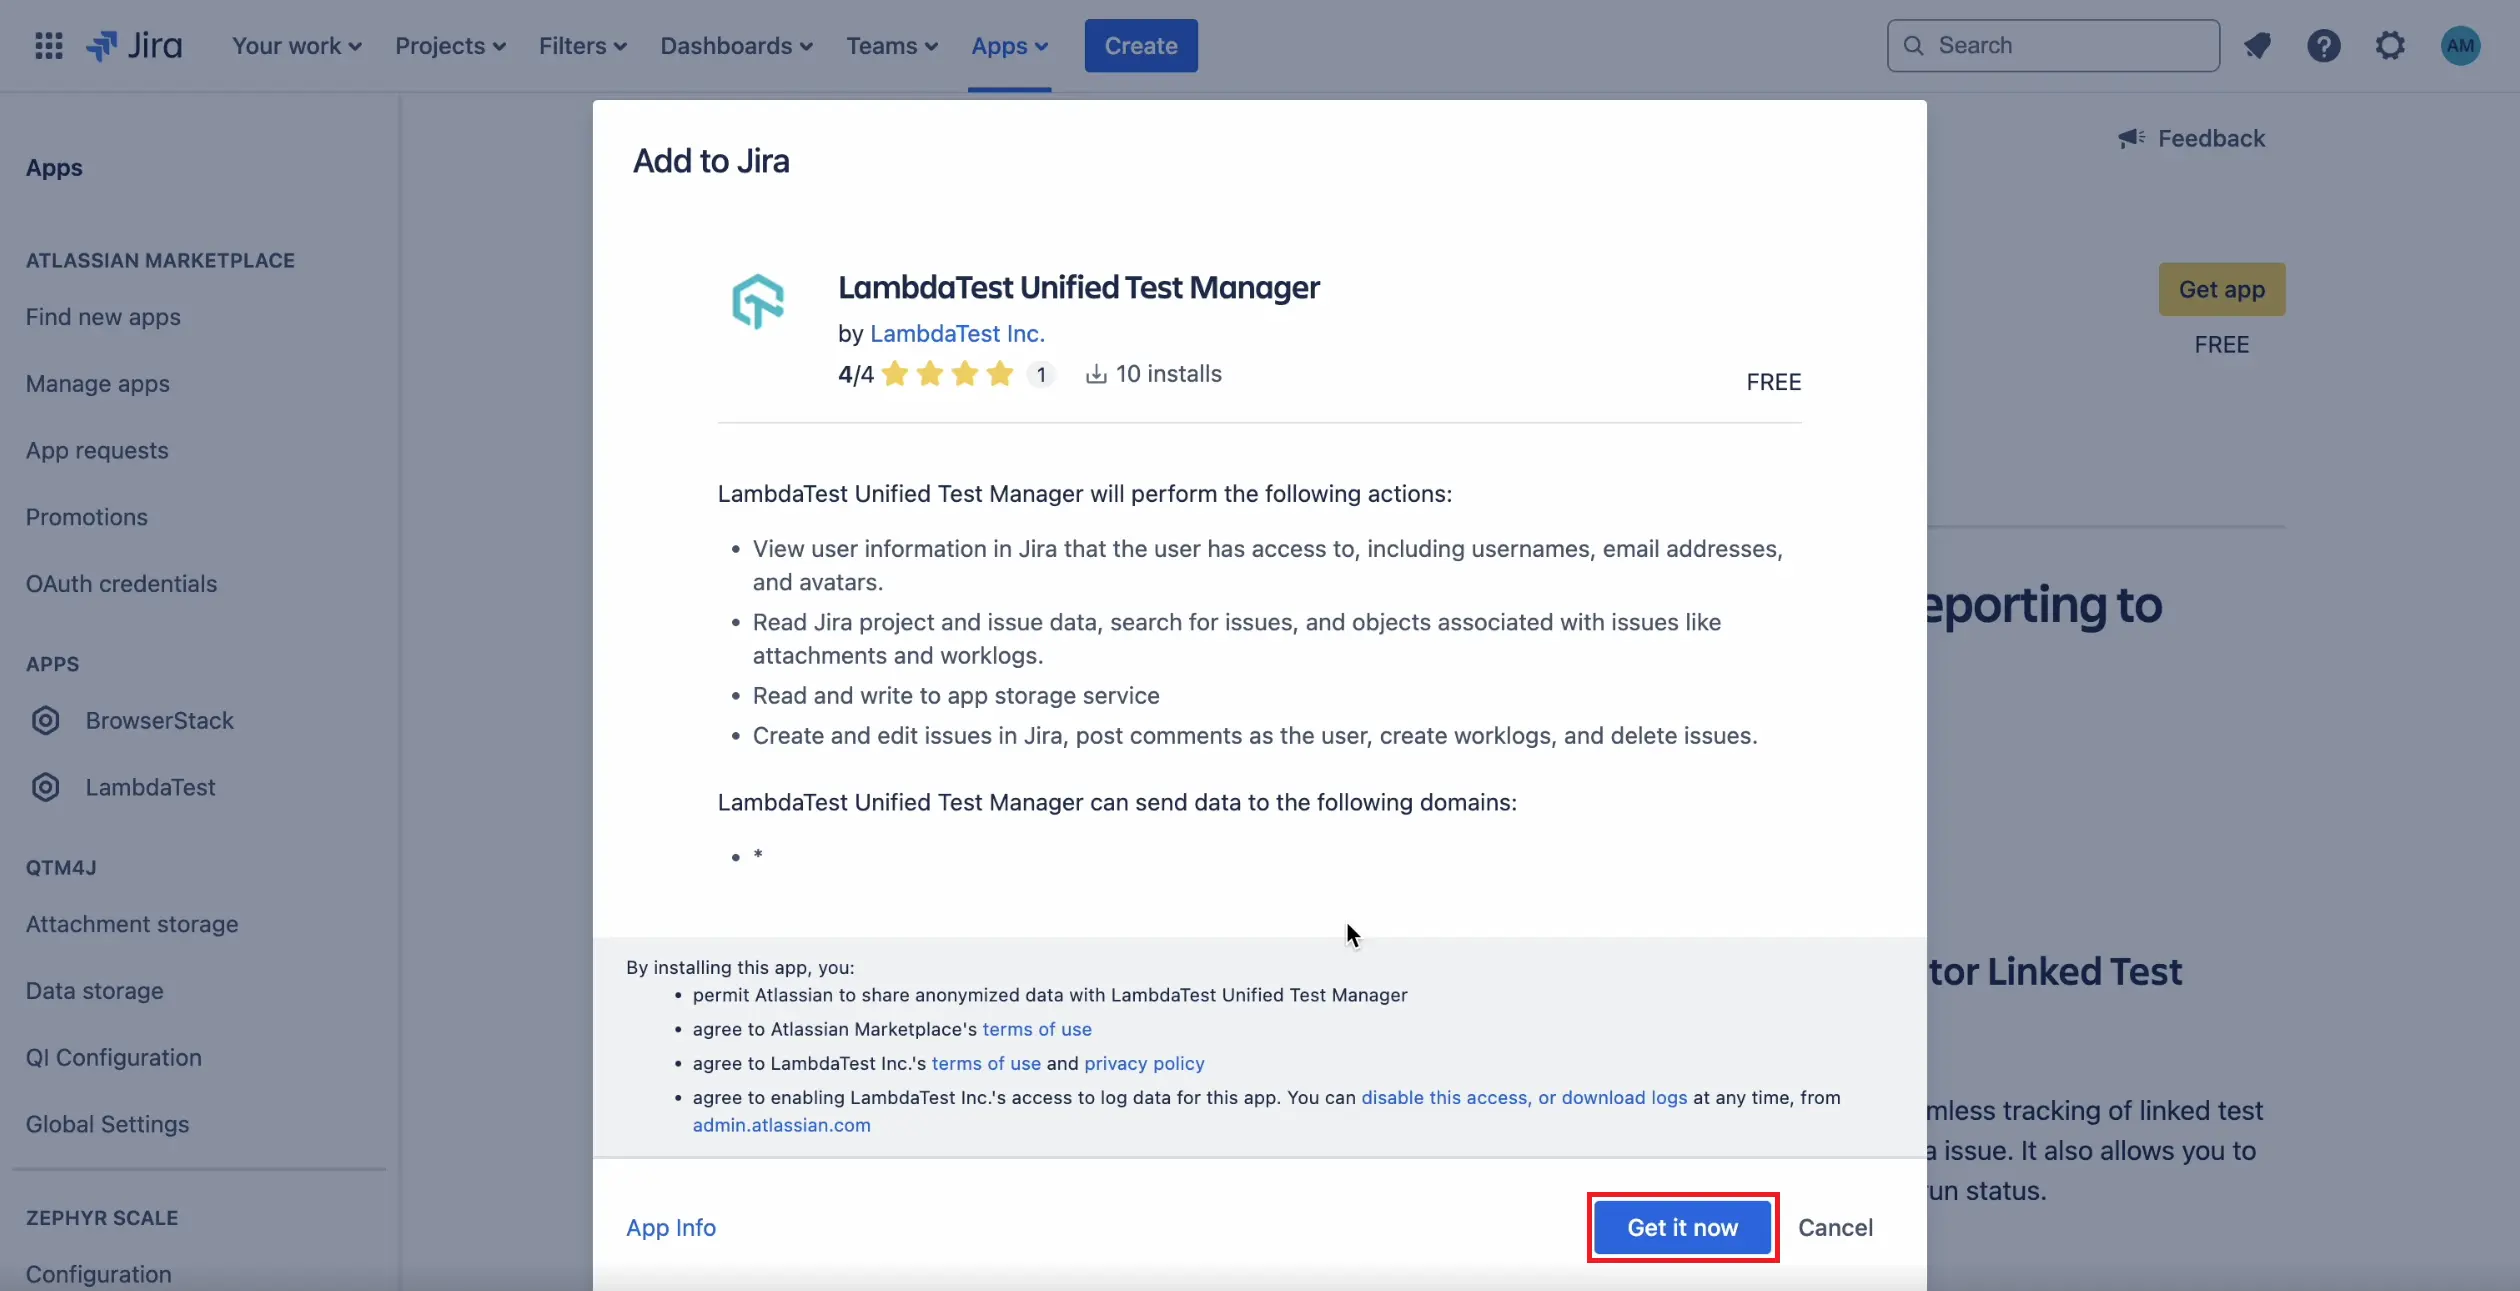 Jira
Your work
Projects
Filters
Dashboards
Teams
Apps
Create
Search
?
AM
Apps
ATLASSIAN MARKETPLACE
Find new apps
Manage apps
App requests
Promotions
OAuth credentials
APPS
BrowserStack
LambdaTest
QTM4J
Attachment storage
Data storage
QI Configuration
Global Settings
ZEPHYR SCALE
Configuration
Add to Jira
LambdaTest Unified Test Manager
by LambdaTest Inc.
4/4 1 10 installs
FREE
LambdaTest Unified Test Manager will perform the following actions:
• View user information in Jira that the user has access to, including usernames, email addresses,
and avatars.
• Read Jira project and issue data, search for issues, and objects associated with issues like
attachments and worklogs.
• Read and write to app storage service
• Create and edit issues in Jira, post comments as the user, create worklogs, and delete issues.
LambdaTest Unified Test Manager can send data to the following domains:
• *
By installing this app, you:
• permit Atlassian to share anonymized data with LambdaTest Unified Test Manager
• agree to Atlassian Marketplace's terms of use
• agree to LambdaTest Inc.'s terms of use and privacy policy
• agree to enabling LambdaTest Inc.'s access to log data for this app. You can disable this access, or download logs at any time, from
admin.atlassian.com
App Info
Get it now
Cancel
Feedback
Get app
FREE
eporting to
tor Linked Test
mless tracking of linked test
a issue. It also allows you to
run status.